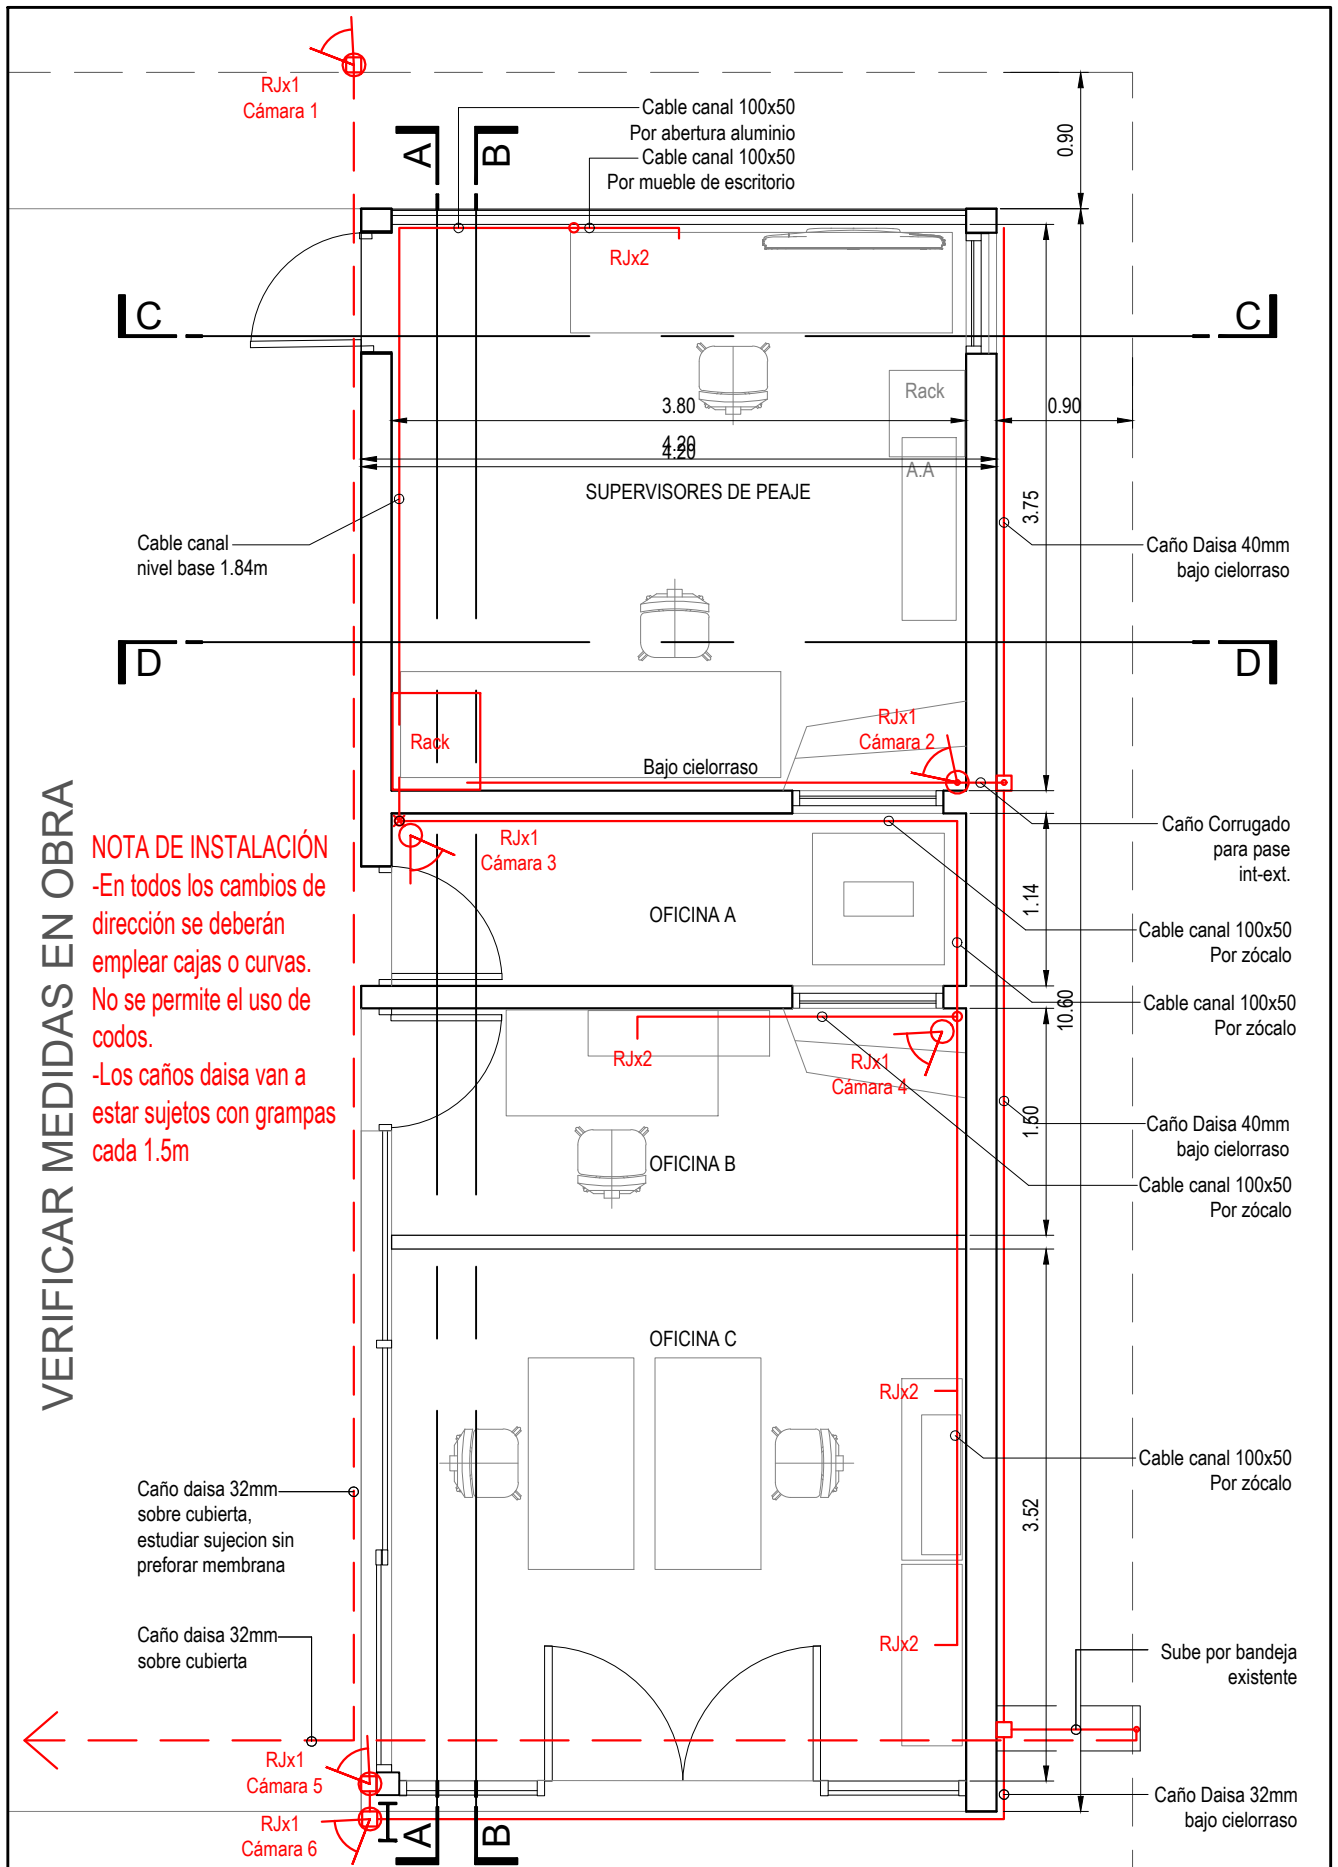 RJx1
Cámara 1
Cable canal 100x50
Por abertura aluminio
Cable canal 100x50
Por mueble de escritorio
0.90
A
B
RJx2
C
C
Rack
3.80
0.90
4.20
4.20
A.A
SUPERVISORES DE PEAJE
3.75
Cable canal
nivel base 1.84m
Caño Daisa 40mm
bajo cielorraso
D
D
RJx1
Cámara 2
Rack
Bajo cielorraso
VERIFICAR MEDIDAS EN OBRA
NOTA DE INSTALACIÓN
-En todos los cambios de
dirección se deberán
emplear cajas o curvas.
No se permite el uso de
codos.
-Los caños daisa van a
estar sujetos con grampas
cada 1.5m
RJx1
Cámara 3
Caño Corrugado
para pase
int-ext.
1.14
OFICINA A
Cable canal 100x50
Por zócalo
10.60
Cable canal 100x50
Por zócalo
RJx2
RJx1
Cámara 4
1.50
Caño Daisa 40mm
bajo cielorraso
OFICINA B
Cable canal 100x50
Por zócalo
OFICINA C
RJx2
Cable canal 100x50
Por zócalo
3.52
Caño daisa 32mm
sobre cubierta,
estudiar sujecion sin
preforar membrana
Caño daisa 32mm
sobre cubierta
RJx2
Sube por bandeja
existente
RJx1
Cámara 5
Caño Daisa 32mm
bajo cielorraso
RJx1
Cámara 6
A
B